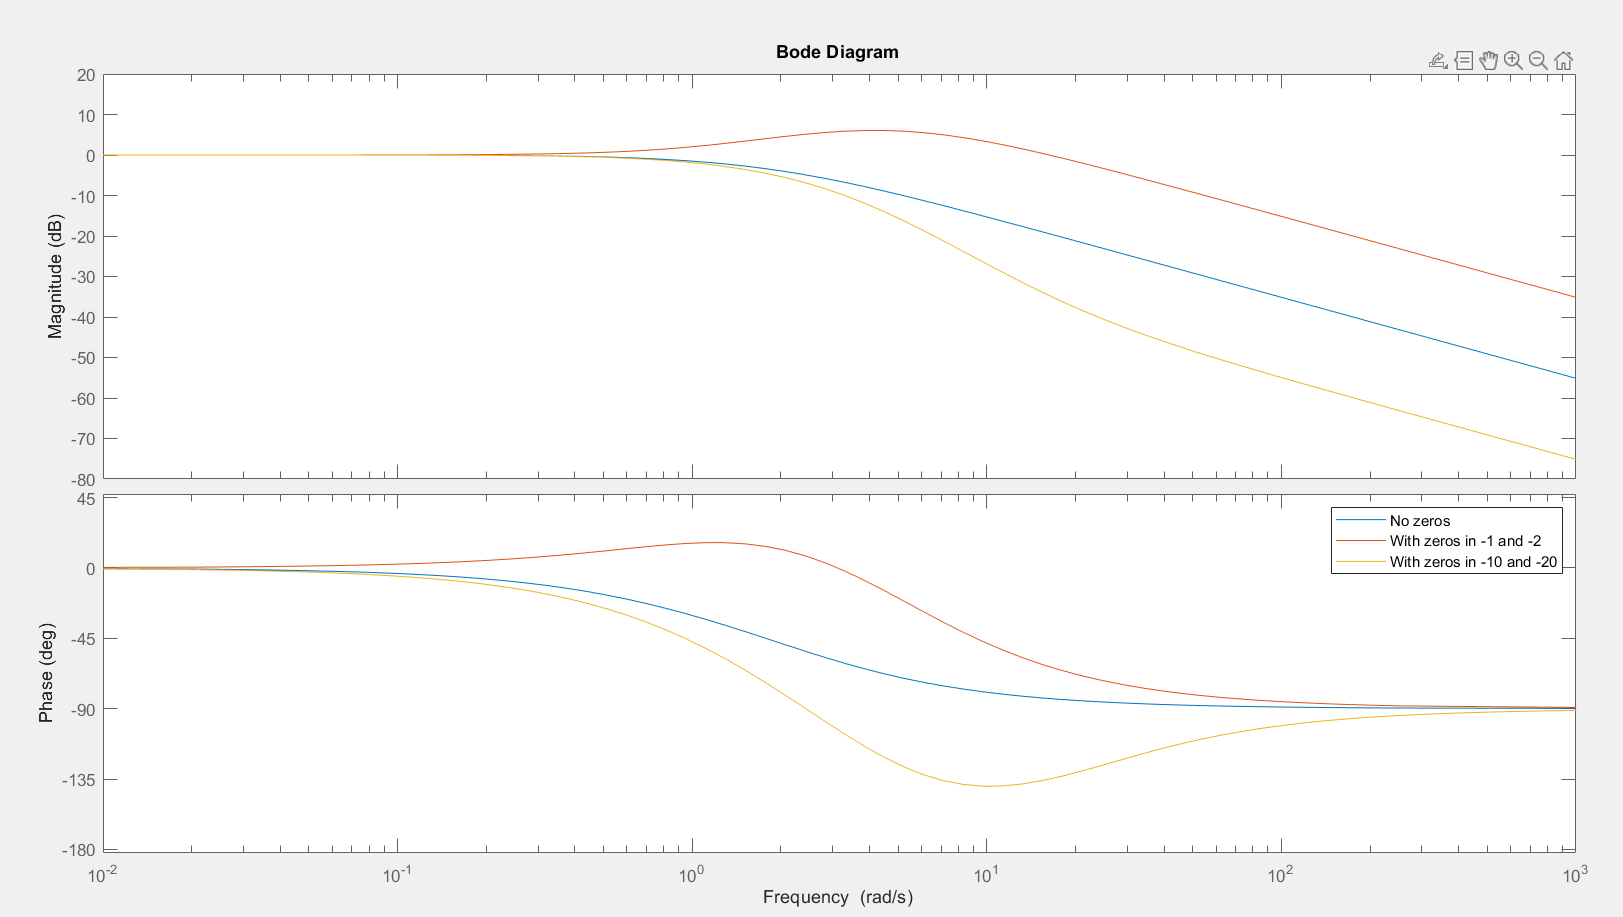 Bode Diagram
20
10
0
-10
-20
-30
-40
-50
-60
-70
-80
Magnitude (dB)
45
0
-45
-90
-135
-180
Phase (deg)
No zeros
With zeros in -1 and -2
With zeros in -10 and -20
10⁻² 10⁻¹ 10⁰ 10¹ 10² 10³
Frequency (rad/s)